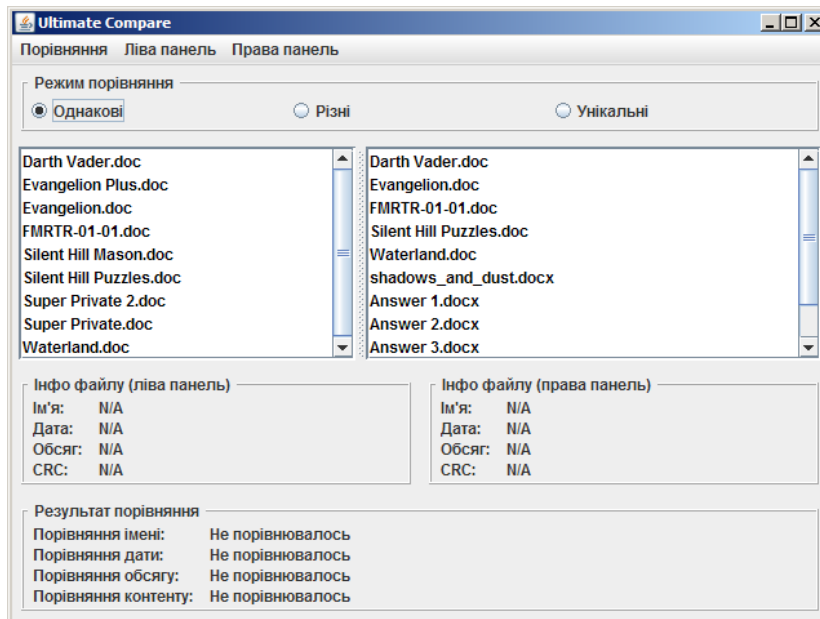 Ultimate Compare
Порівняння Ліва панель Права панель
Режим порівняння
Однакові Різні Унікальні
Darth Vader.doc
Evangelion Plus.doc
Evangelion.doc
FMRTR-01-01.doc
Silent Hill Mason.doc
Silent Hill Puzzles.doc
Super Private 2.doc
Super Private.doc
Waterland.doc
Darth Vader.doc
Evangelion.doc
FMRTR-01-01.doc
Silent Hill Puzzles.doc
Waterland.doc
shadows_and_dust.docx
Answer 1.docx
Answer 2.docx
Answer 3.docx
Інфо файлу (ліва панель)
Ім'я: N/A
Дата: N/A
Обсяг: N/A
CRC: N/A
Інфо файлу (права панель)
Ім'я: N/A
Дата: N/A
Обсяг: N/A
CRC: N/A
Результат порівняння
Порівняння імені: Не порівнювалось
Порівняння дати: Не порівнювалось
Порівняння обсягу: Не порівнювалось
Порівняння контенту: Не порівнювалось